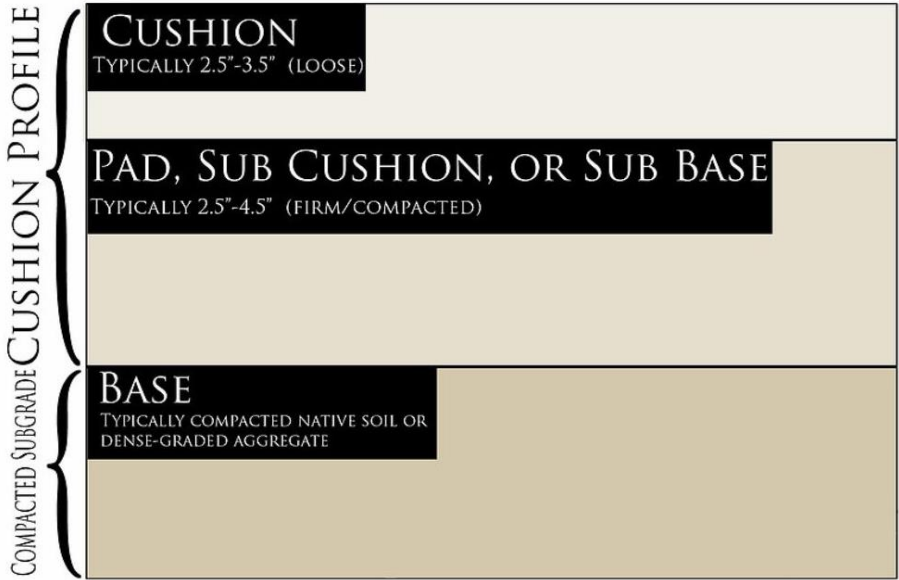 CUSHION PROFILE
CUSHION
TYPICALLY 2.5"-3.5" (LOOSE)
PAD, SUB CUSHION, OR SUB BASE
TYPICALLY 2.5"-4.5" (FIRM/COMPACTED)
COMPACTED SUBGRADE
BASE
TYPICALLY COMPACTED NATIVE SOIL OR
DENSE-GRADED AGGREGATE